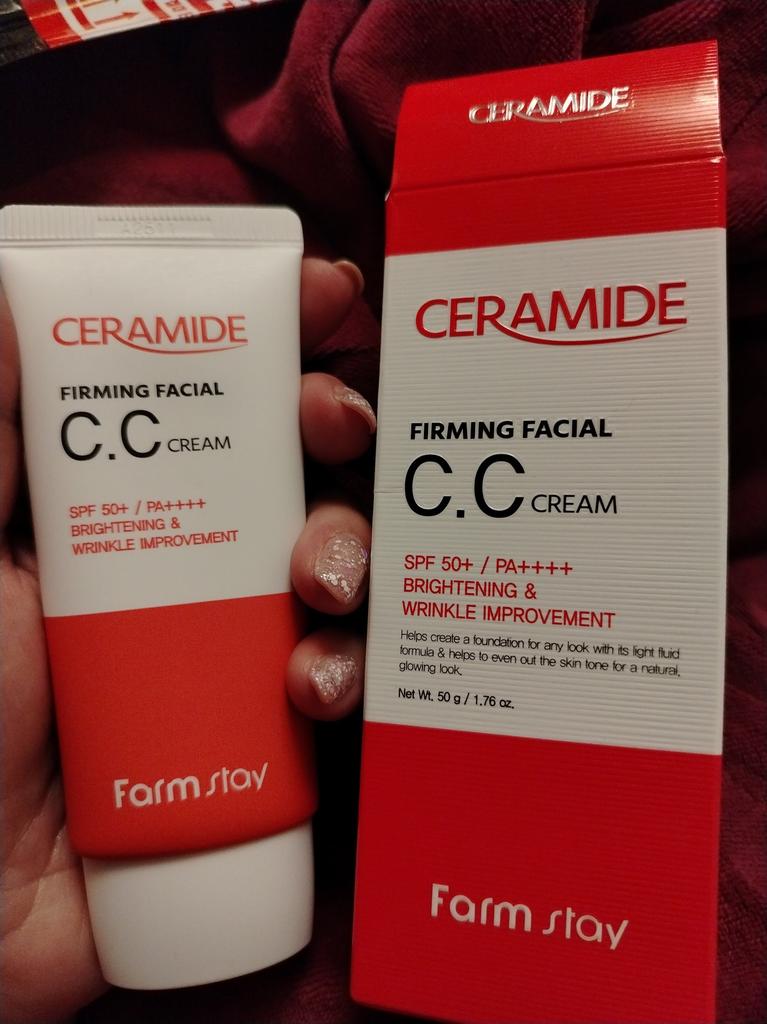 A2511
CERAMIDE
FIRMING FACIAL
C.C CREAM
SPF 50+ / PA++++
BRIGHTENING &
WRINKLE IMPROVEMENT
Farm stay
CERAMIDE
CERAMIDE
FIRMING FACIAL
C.C CREAM
SPF 50+ / PA++++
BRIGHTENING &
WRINKLE IMPROVEMENT
Helps create a foundation for any look with its light fluid
formula & helps to even out the skin tone for a natural,
glowing look.
Net Wt. 50 g / 1.76 oz.
Farm stay